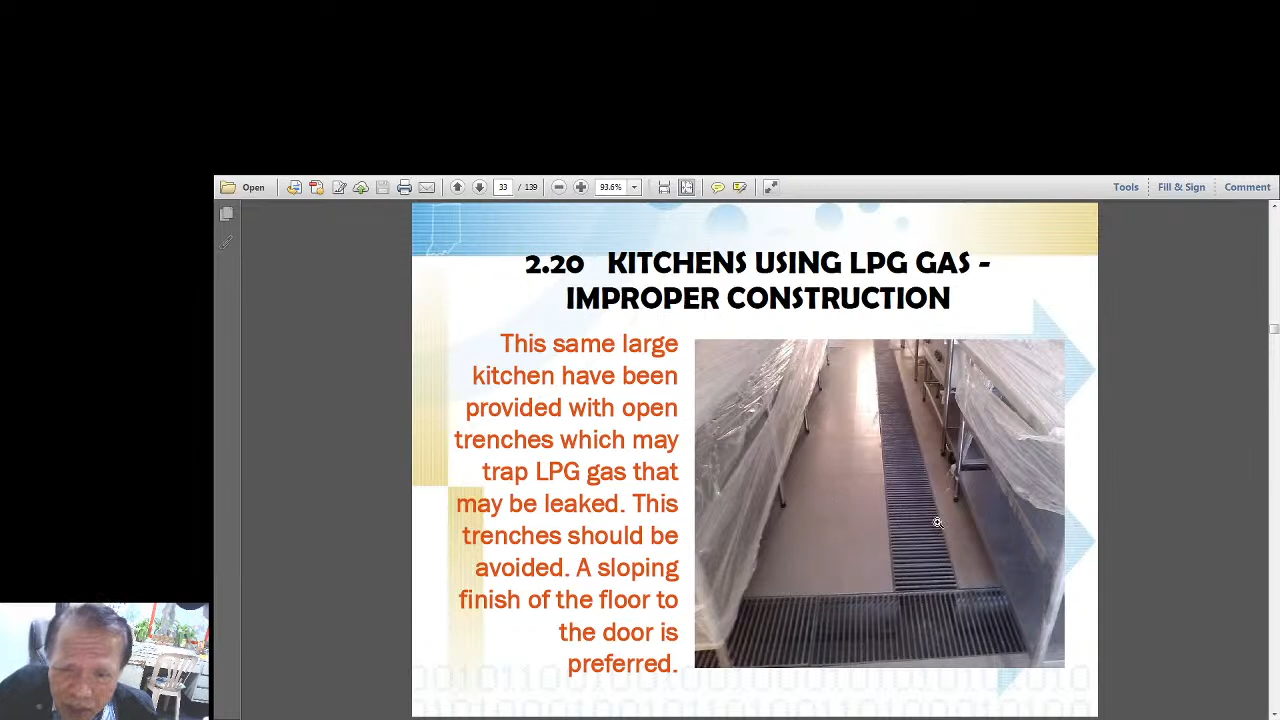 Open
33
/ 139
93.6%
Tools
Fill & Sign
Comment
2.20 KITCHENS USING LPG GAS -
IMPROPER CONSTRUCTION
This same large
kitchen have been
provided with open
trenches which may
trap LPG gas that
may be leaked. This
trenches should be
avoided. A sloping
finish of the floor to
the door is
preferred.